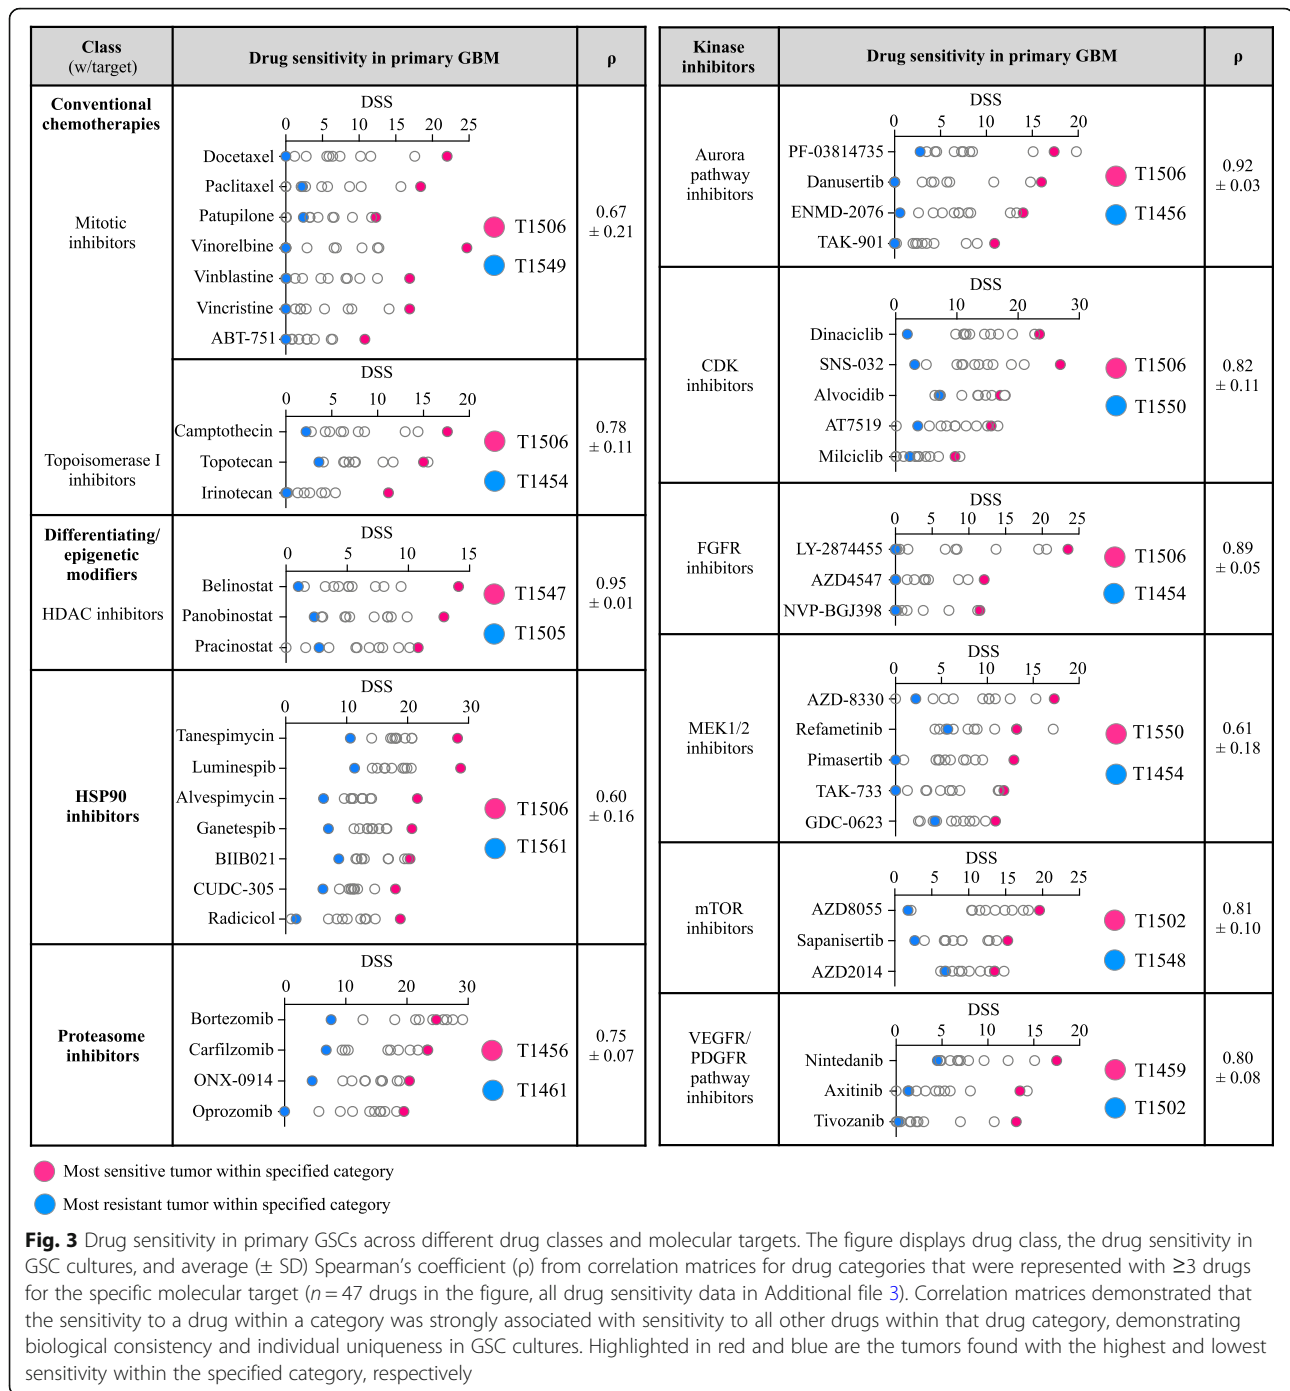 Class
(w/target)
Drug sensitivity in primary GBM
ρ
Conventional
chemotherapies
Mitotic
inhibitors
DSS
0 5 10 15 20 25
Docetaxel
Paclitaxel
Patupilone
Vinorelbine
Vinblastine
Vincristine
ABT-751
T1506
T1549
0.67
± 0.21
Topoisomerase I
inhibitors
DSS
0 5 10 15 20
Camptothecin
Topotecan
Irinotecan
T1506
T1454
0.78
± 0.11
Differentiating/
epigenetic
modifiers
HDAC inhibitors
DSS
0 5 10 15
Belinostat
Panobinostat
Pracinostat
T1547
T1505
0.95
± 0.01
HSP90
inhibitors
DSS
0 10 20 30
Tanespimycin
Luminespib
Alvespimycin
Ganetespib
BIIB021
CUDC-305
Radicicol
T1506
T1561
0.60
± 0.16
Proteasome
inhibitors
DSS
0 10 20 30
Bortezomib
Carfilzomib
ONX-0914
Oprozomib
T1456
T1461
0.75
± 0.07
Kinase
inhibitors
Drug sensitivity in primary GBM
ρ
Aurora
pathway
inhibitors
DSS
0 5 10 15 20
PF-03814735
Danusertib
ENMD-2076
TAK-901
T1506
T1456
0.92
± 0.03
CDK
inhibitors
DSS
0 10 20 30
Dinaciclib
SNS-032
Alvocidib
AT7519
Milciclib
T1506
T1550
0.82
± 0.11
FGFR
inhibitors
DSS
0 5 10 15 20 25
LY-2874455
AZD4547
NVP-BGJ398
T1506
T1454
0.89
± 0.05
MEK1/2
inhibitors
DSS
0 5 10 15 20
AZD-8330
Refametinib
Pimasertib
TAK-733
GDC-0623
T1550
T1454
0.61
± 0.18
mTOR
inhibitors
DSS
0 5 10 15 20 25
AZD8055
Sapanisertib
AZD2014
T1502
T1548
0.81
± 0.10
VEGFR/
PDGFR
pathway
inhibitors
DSS
0 5 10 15 20
Nintedanib
Axitinib
Tivozanib
T1459
T1502
0.80
± 0.08
Most sensitive tumor within specified category
Most resistant tumor within specified category
Fig. 3 Drug sensitivity in primary GSCs across different drug classes and molecular targets. The figure displays drug class, the drug sensitivity in
GSC cultures, and average (± SD) Spearman's coefficient (ρ) from correlation matrices for drug categories that were represented with ≥3 drugs
for the specific molecular target (n = 47 drugs in the figure, all drug sensitivity data in Additional file 3). Correlation matrices demonstrated that
the sensitivity to a drug within a category was strongly associated with sensitivity to all other drugs within that drug category, demonstrating
biological consistency and individual uniqueness in GSC cultures. Highlighted in red and blue are the tumors found with the highest and lowest
sensitivity within the specified category, respectively